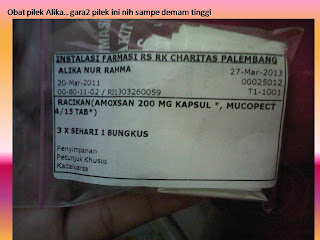 Obat pilek Alika.. gara2 pilek ini nih sampe demam tinggi
INSTALASI FARMASI RS RK CHARITAS PALEMBANG
ALIKA NUR RAHMA 27-Mar-2013
20-Mar-2011 00025012
00-80-11-02 / RI1303260059 T1-1001
RACIKAN(AMOXSAN 200 MG KAPSUL *, MUCOPECT
4/15 TAB*)
3 X SEHARI 1 BUNGKUS
Penyimpanan
Petunjuk Khusus
Kadaluarsa